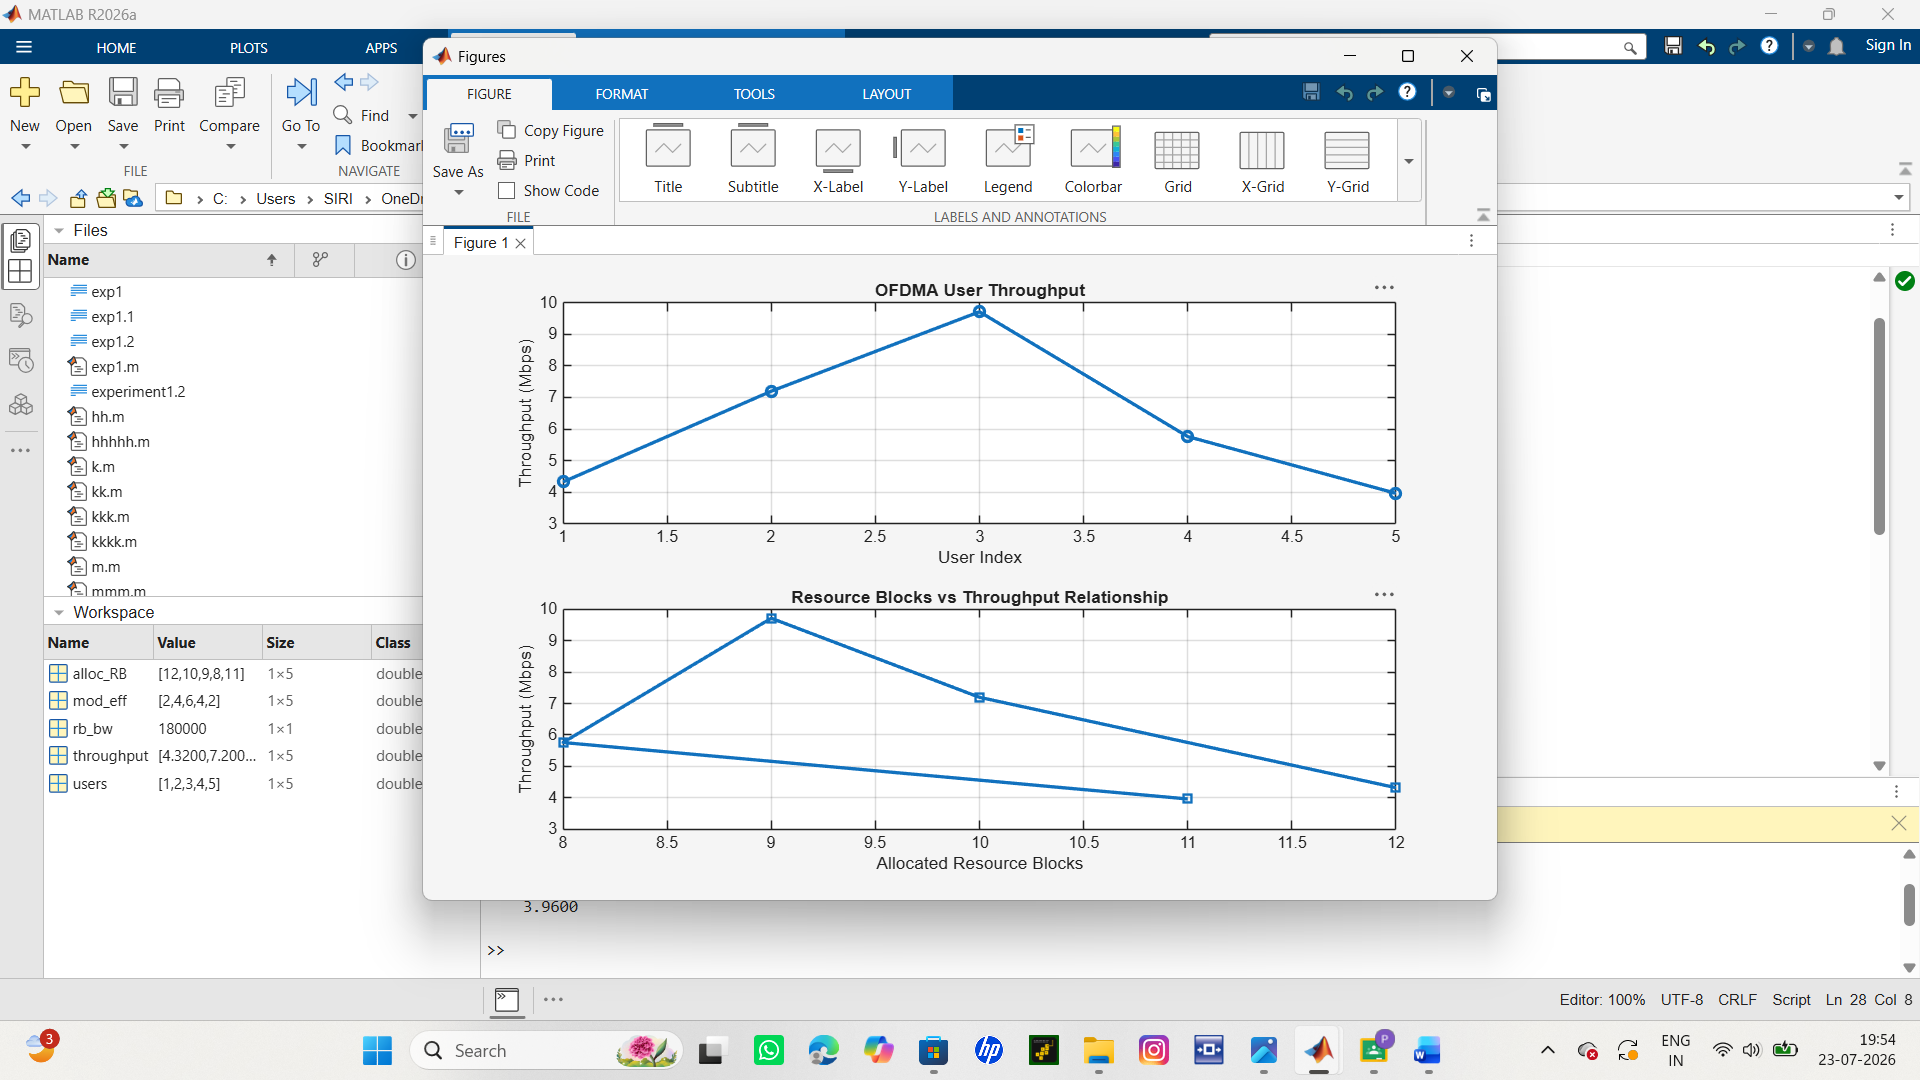 MATLAB R2026a
HOME PLOTS APPS
Sign In
New Open Save Print Compare Go To Find Bookmar
FILE NAVIGATE
C: Users SIRI OneDr
Files
Name
exp1
exp1.1
exp1.2
exp1.m
experiment1.2
hh.m
hhhhh.m
k.m
kk.m
kkk.m
kkkk.m
m.m
mmm.m
Workspace
Name Value Size Class
alloc_RB [12,10,9,8,11] 1×5 double
mod_eff [2,4,6,4,2] 1×5 double
rb_bw 180000 1×1 double
throughput [4.3200,7.200... 1×5 double
users [1,2,3,4,5] 1×5 double
Figures
FIGURE FORMAT TOOLS LAYOUT
Save As
Copy Figure
Print
Show Code
FILE
Title Subtitle X-Label Y-Label Legend Colorbar Grid X-Grid Y-Grid
LABELS AND ANNOTATIONS
Figure 1
OFDMA User Throughput
Throughput (Mbps)
10
9
8
7
6
5
4
3
1 1.5 2 2.5 3 3.5 4 4.5 5
User Index
Resource Blocks vs Throughput Relationship
Throughput (Mbps)
10
9
8
7
6
5
4
3
8 8.5 9 9.5 10 10.5 11 11.5 12
Allocated Resource Blocks
3.9600
>>
Editor: 100% UTF-8 CRLF Script Ln 28 Col 8
3
Search
P
ENG
IN
19:54
23-07-2026